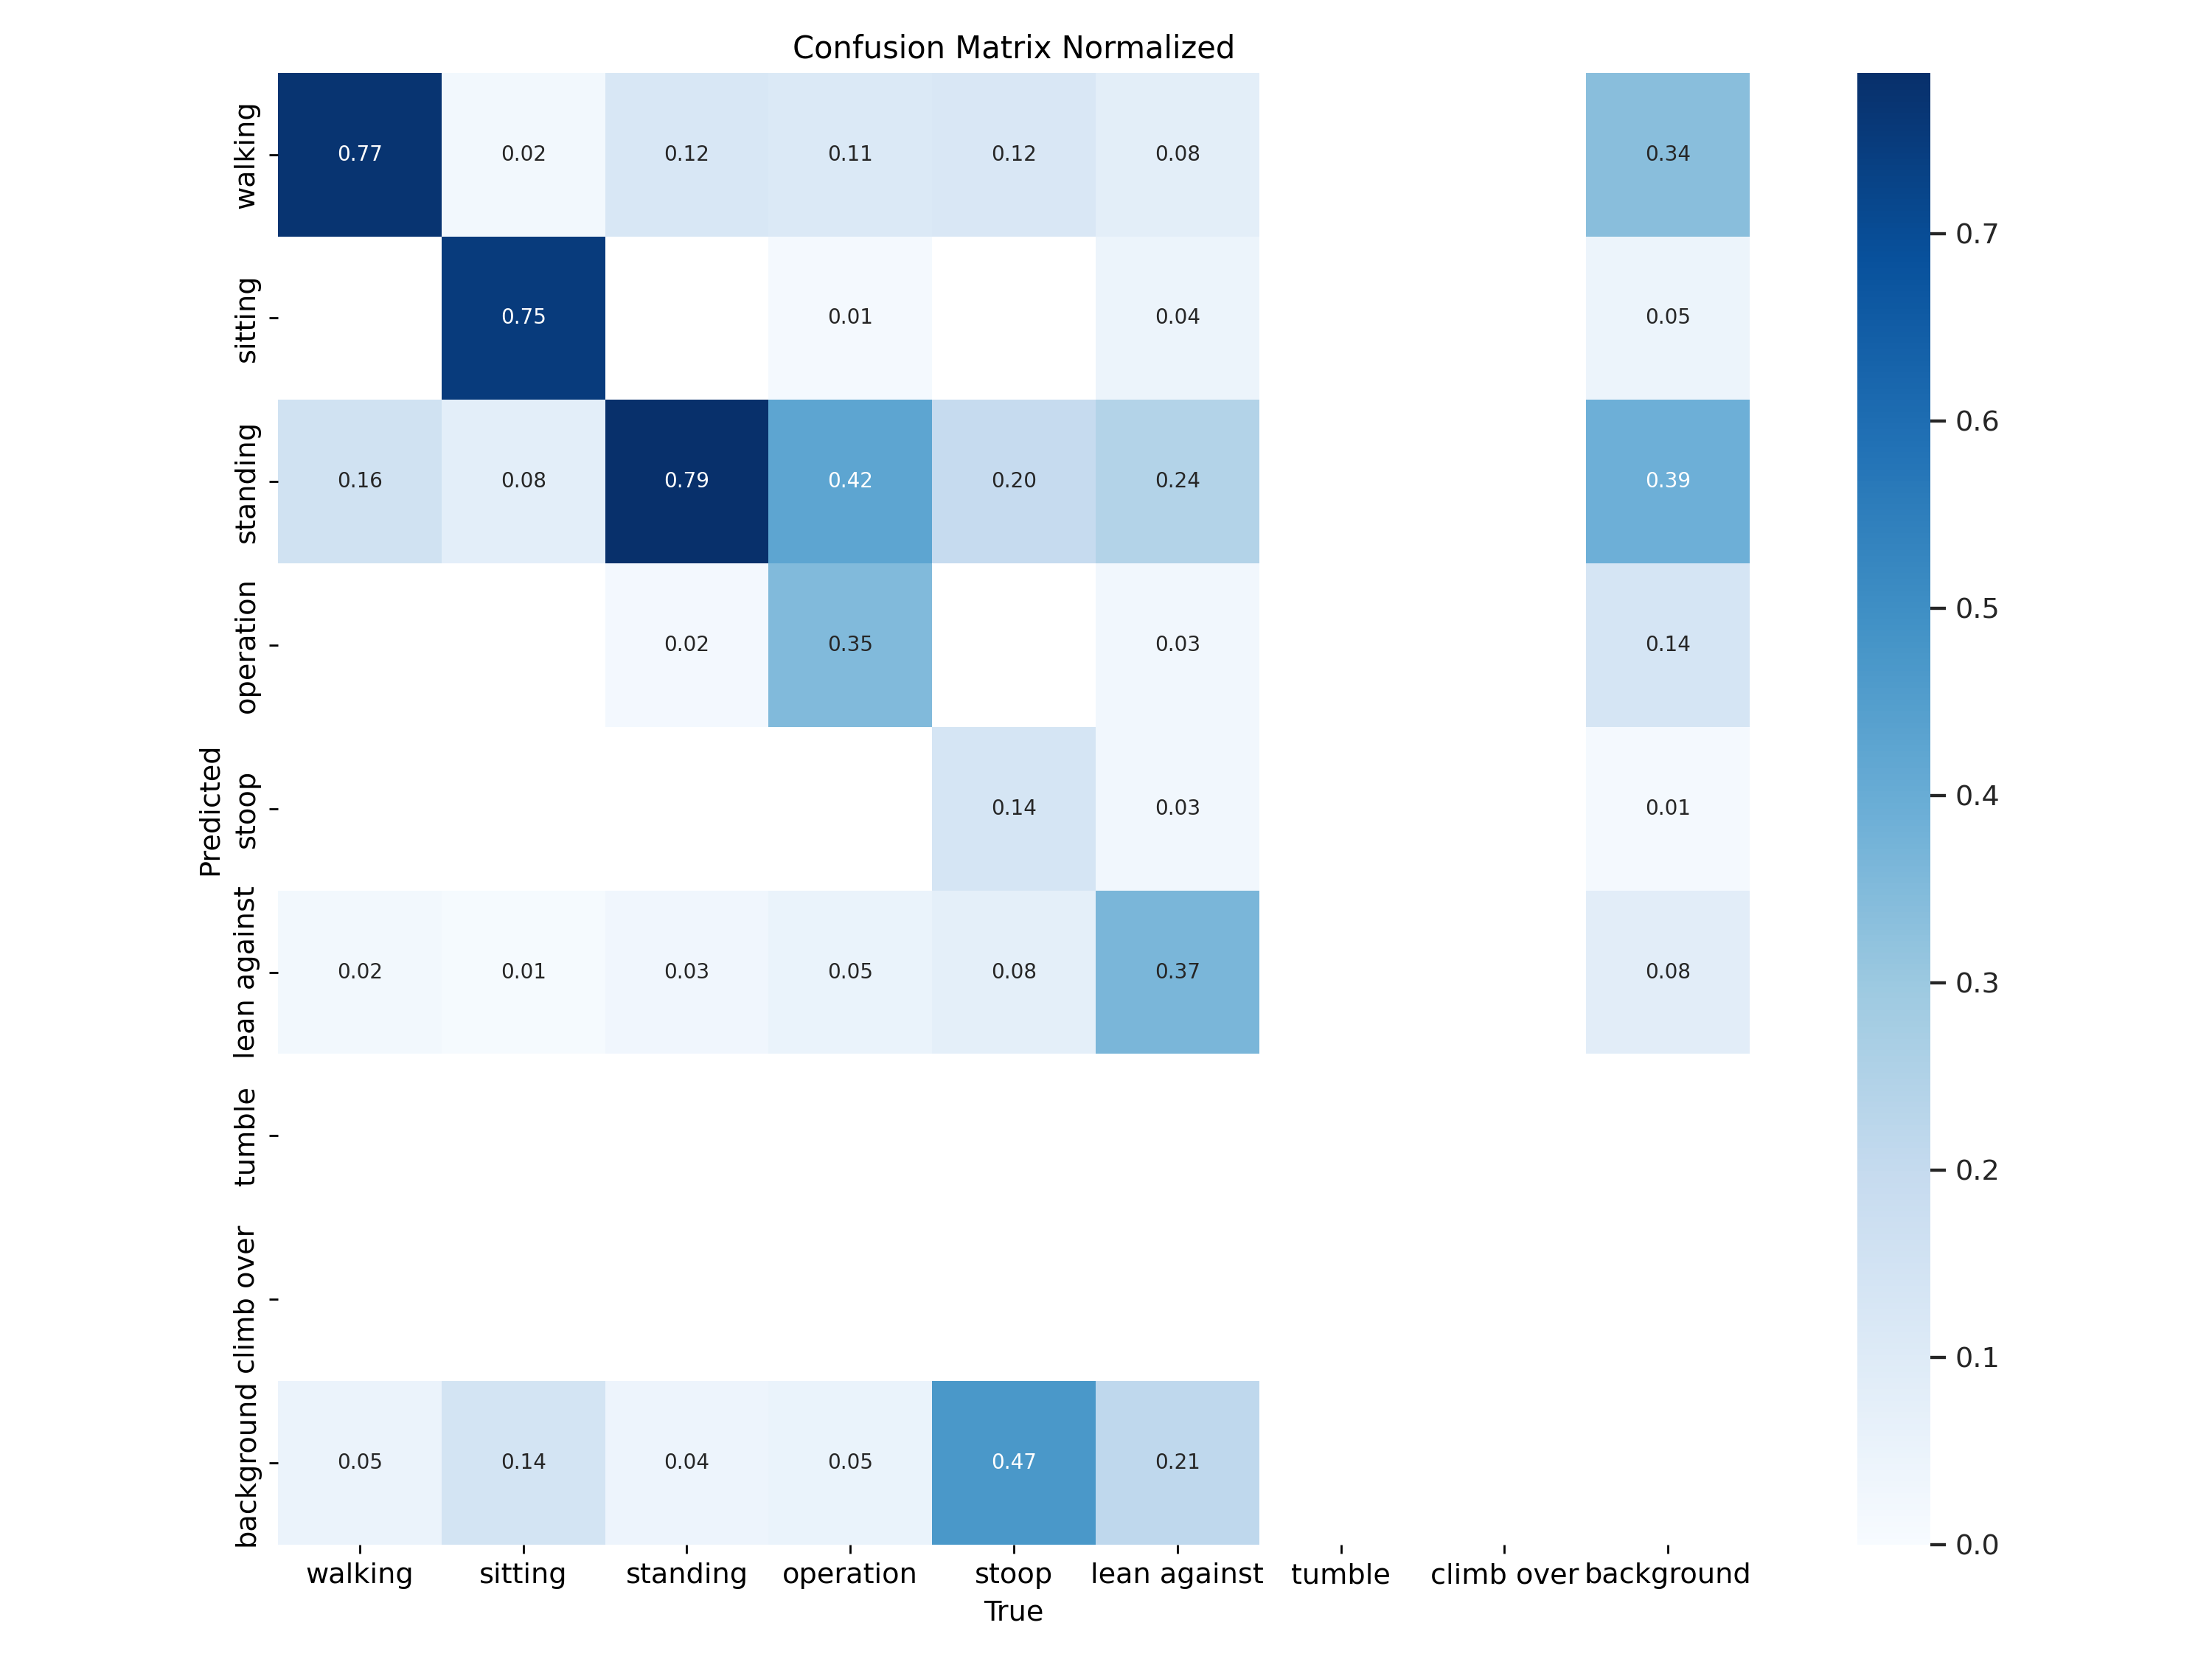 Confusion Matrix Normalized
walking 0.77 0.02 0.12 0.11 0.12 0.08 0.34
sitting 0.75 0.01 0.04 0.05
standing 0.16 0.08 0.79 0.42 0.20 0.24 0.39
operation 0.02 0.35 0.03 0.14
stoop 0.14 0.03 0.01
lean against 0.02 0.01 0.03 0.05 0.08 0.37 0.08
tumble
climb over
background 0.05 0.14 0.04 0.05 0.47 0.21
Predicted
walking sitting standing operation stoop lean against tumble climb over background
True
0.7
0.6
0.5
0.4
0.3
0.2
0.1
0.0